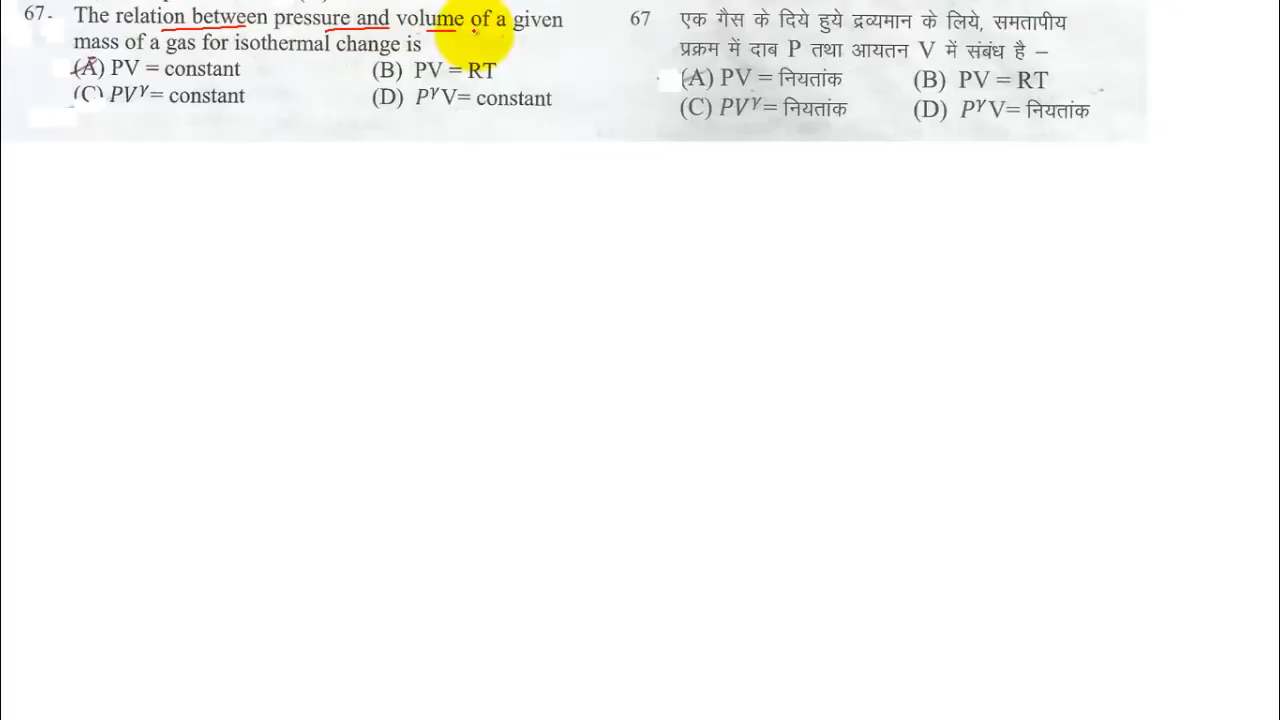 67- The relation between pressure and volume of a given
mass of a gas for isothermal change is
(A) PV = constant (B) PV = RT
(C) PVᵞ = constant (D) PᵞV= constant
67 एक गैस के दिये हुये द्रव्यमान के लिये, समतापीय
प्रक्रम में दाब P तथा आयतन V में संबंध है –
(A) PV = नियतांक (B) PV = RT
(C) PVᵞ = नियतांक (D) PᵞV= नियतांक